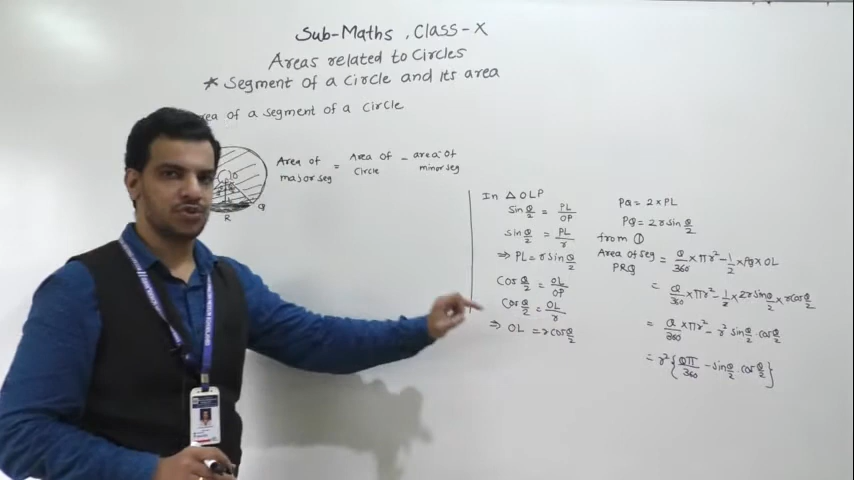 Sub-Maths, Class-X
Areas related to Circles
* Segment of a circle and its area
area of a segment of a circle
Area of major seg = Area of circle - area of minor seg
O
R
Q
In △ OLP
sin θ/2 = PL/OP
sin θ/2 = PL/r
⇒ PL = r sin θ/2
Cos θ/2 = OL/OP
Cos θ/2 = OL/r
⇒ OL = r cos θ/2
PQ = 2 × PL
PQ = 2r sin θ/2
from ①
Area of seg PRQ = θ/360 × πr² - 1/2 × PQ × OL
= θ/360 × πr² - 1/2 × 2r sin θ/2 × r cos θ/2
= θ/360 × πr² - r² sin θ/2 . cos θ/2
= r² { θπ/360 - sin θ/2 . cos θ/2 }